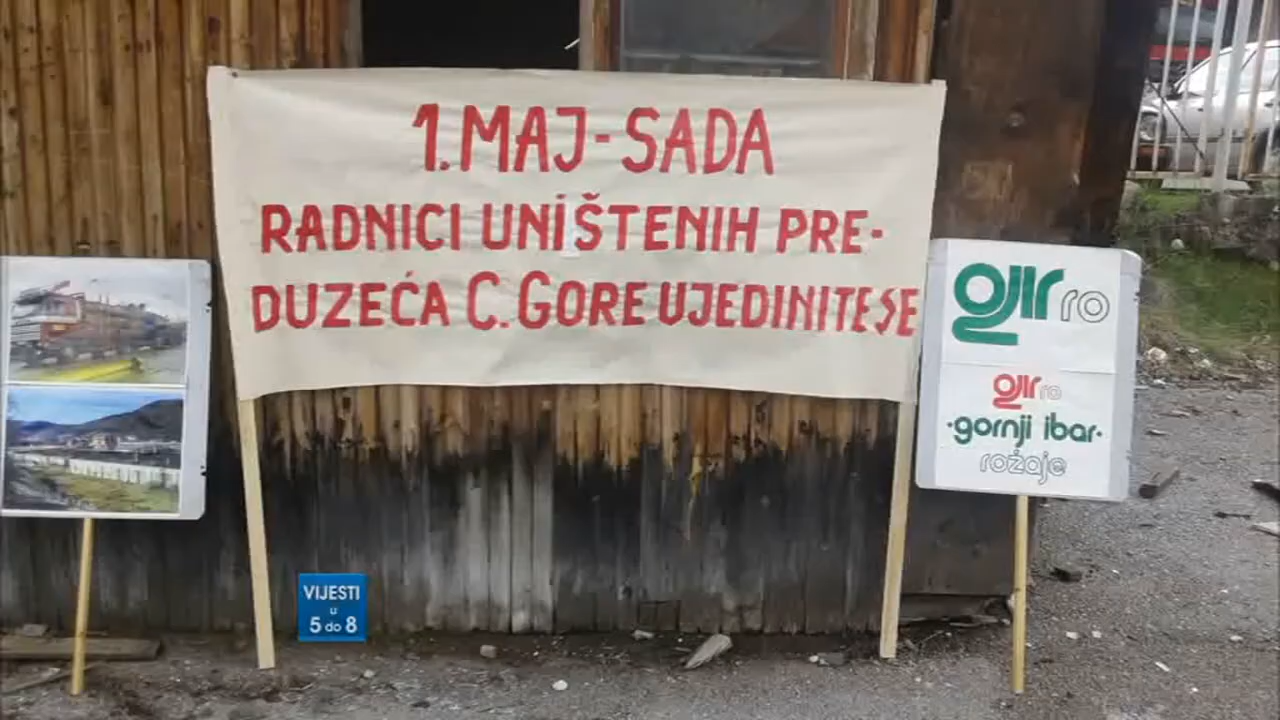 1. MAJ - SADA
RADNICI UNIŠTENIH PRE-
DUZEĆA C. GORE UJEDINITE SE
gIR ro
gIR ro
·gornji ibar·
rožaje
VIJESTI
u
5 do 8